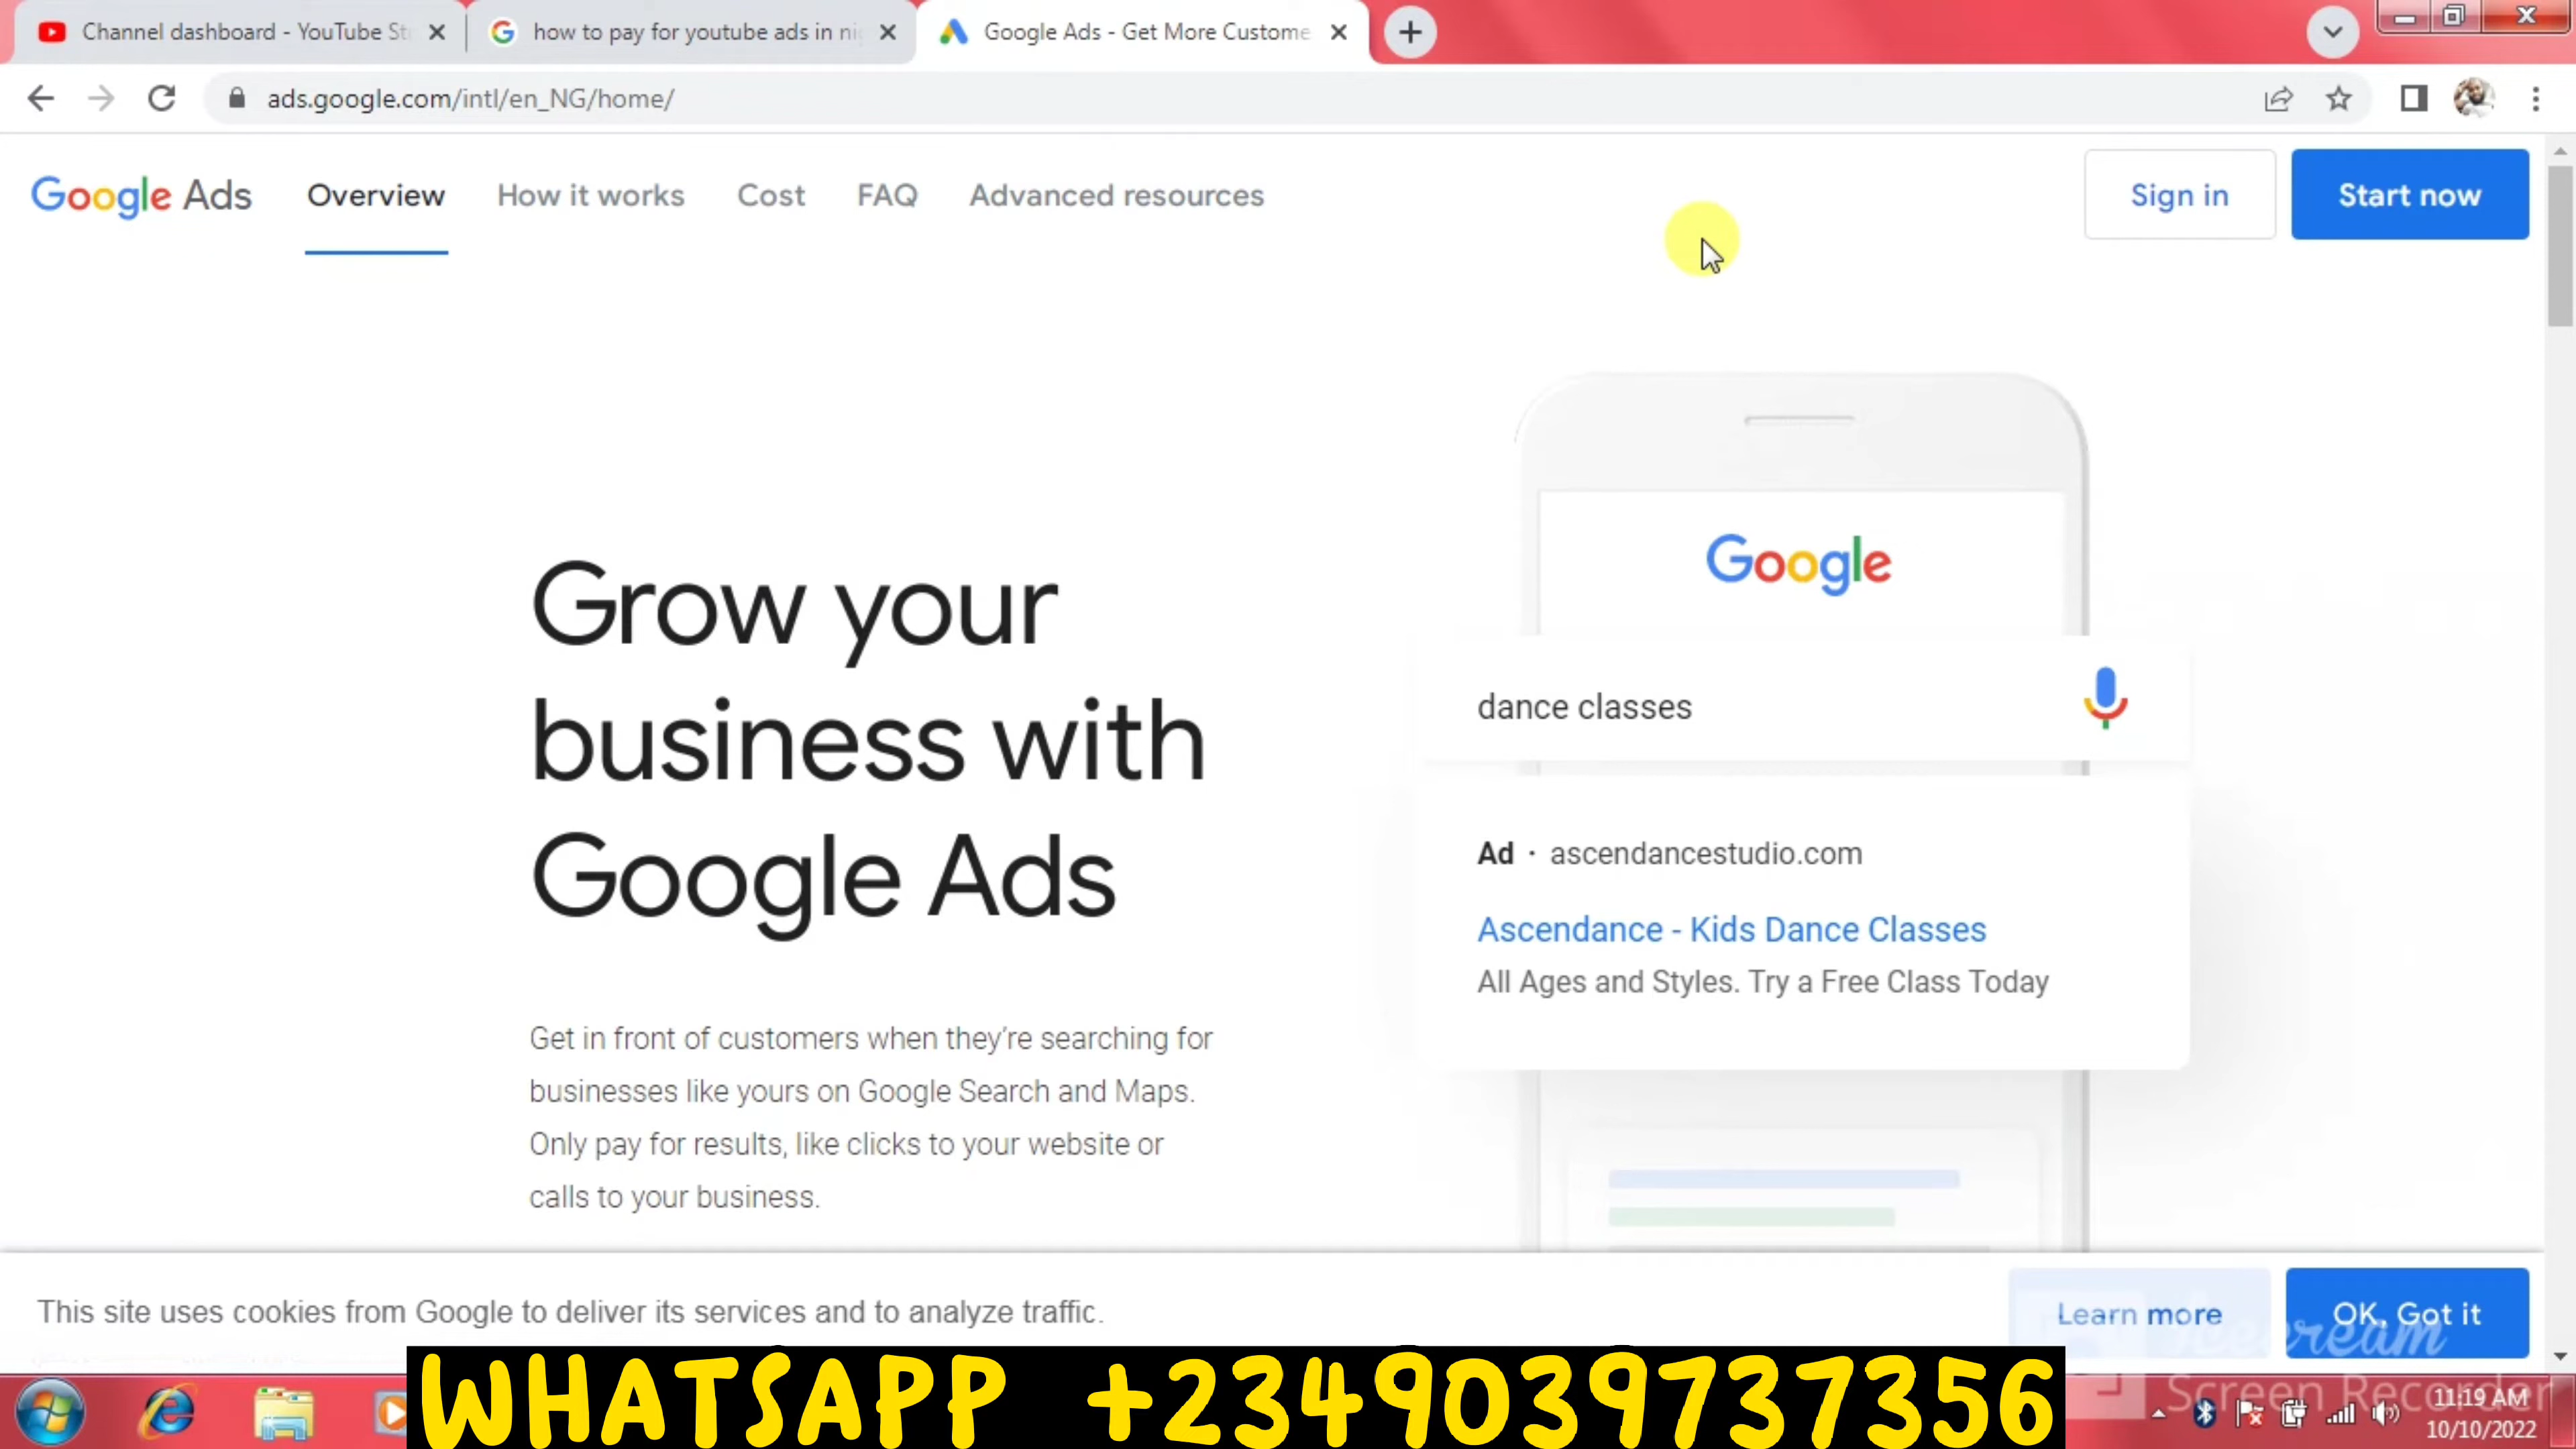 Channel dashboard - YouTube St
how to pay for youtube ads in ni
Google Ads - Get More Custome
ads.google.com/intl/en_NG/home/
Google Ads
Overview
How it works
Cost
FAQ
Advanced resources
Sign in
Start now
Google
dance classes
Ad · ascendancestudio.com
Ascendance - Kids Dance Classes
All Ages and Styles. Try a Free Class Today
Grow your
business with
Google Ads
Get in front of customers when they're searching for
businesses like yours on Google Search and Maps.
Only pay for results, like clicks to your website or
calls to your business.
This site uses cookies from Google to deliver its services and to analyze traffic.
Learn more
OK, Got it
Icecream
Screen Recorder
WHATSAPP +2349039737356
11:19 AM
10/10/2022